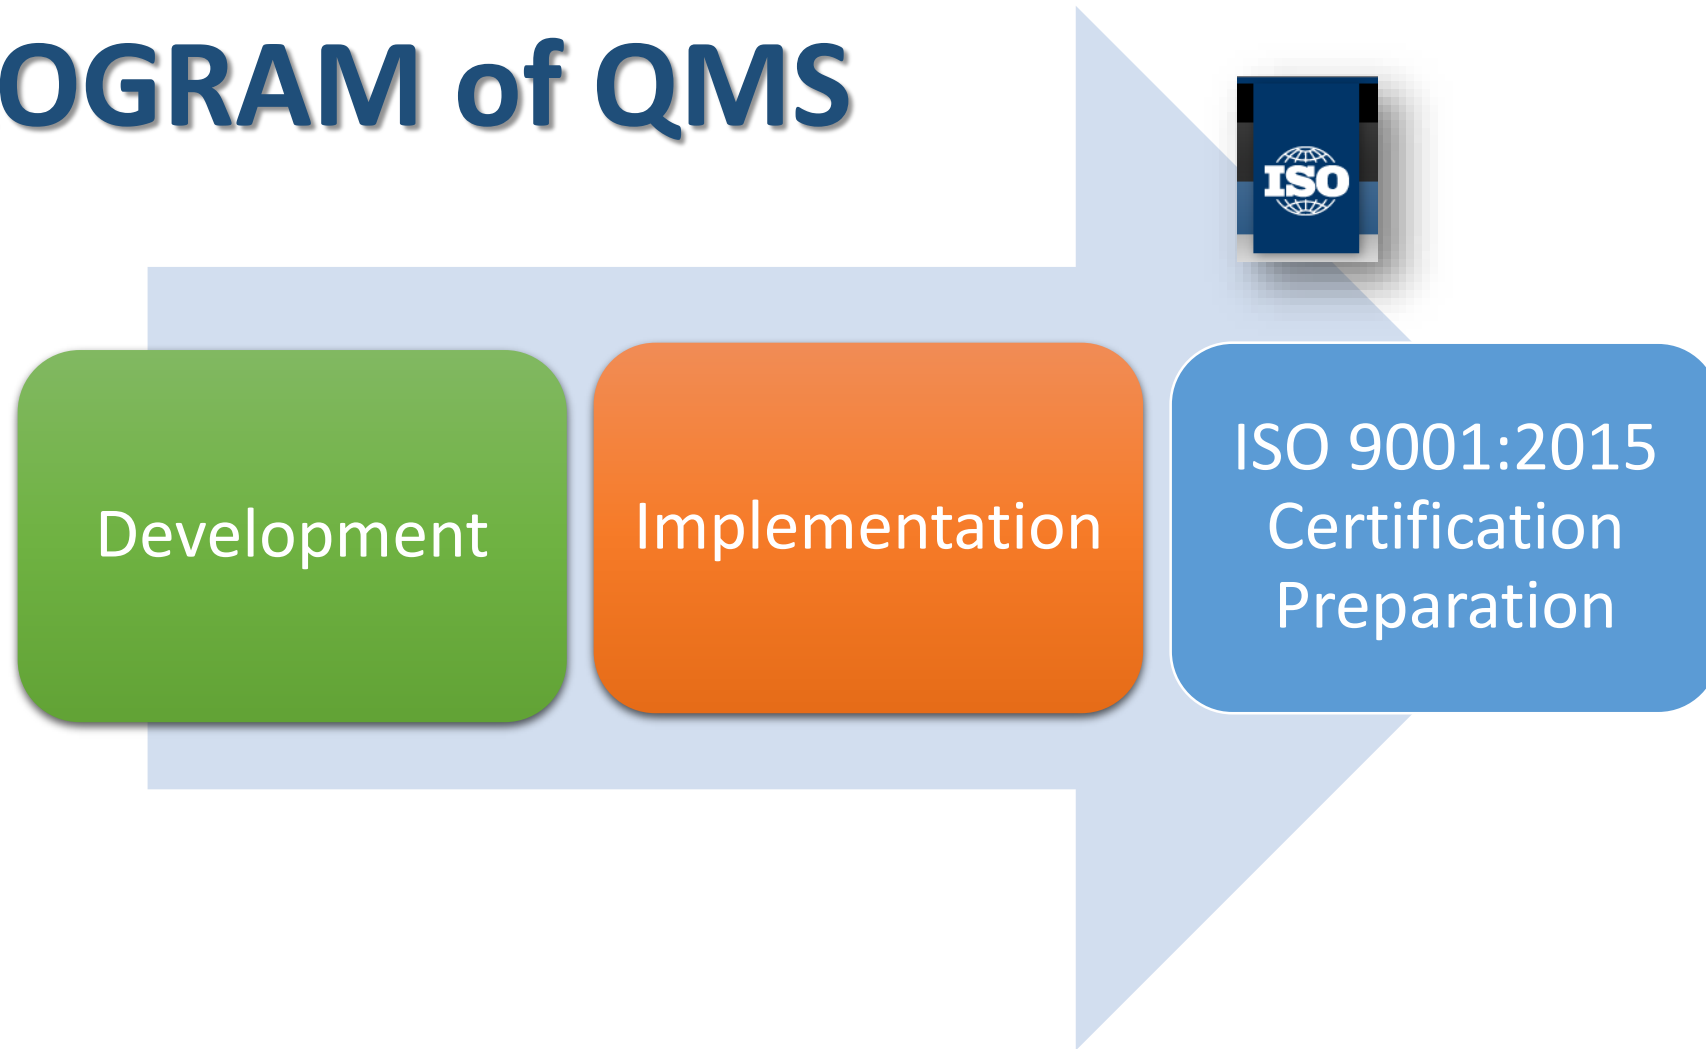 OGRAM of QMS
ISO
Development
Implementation
ISO 9001:2015
Certification
Preparation